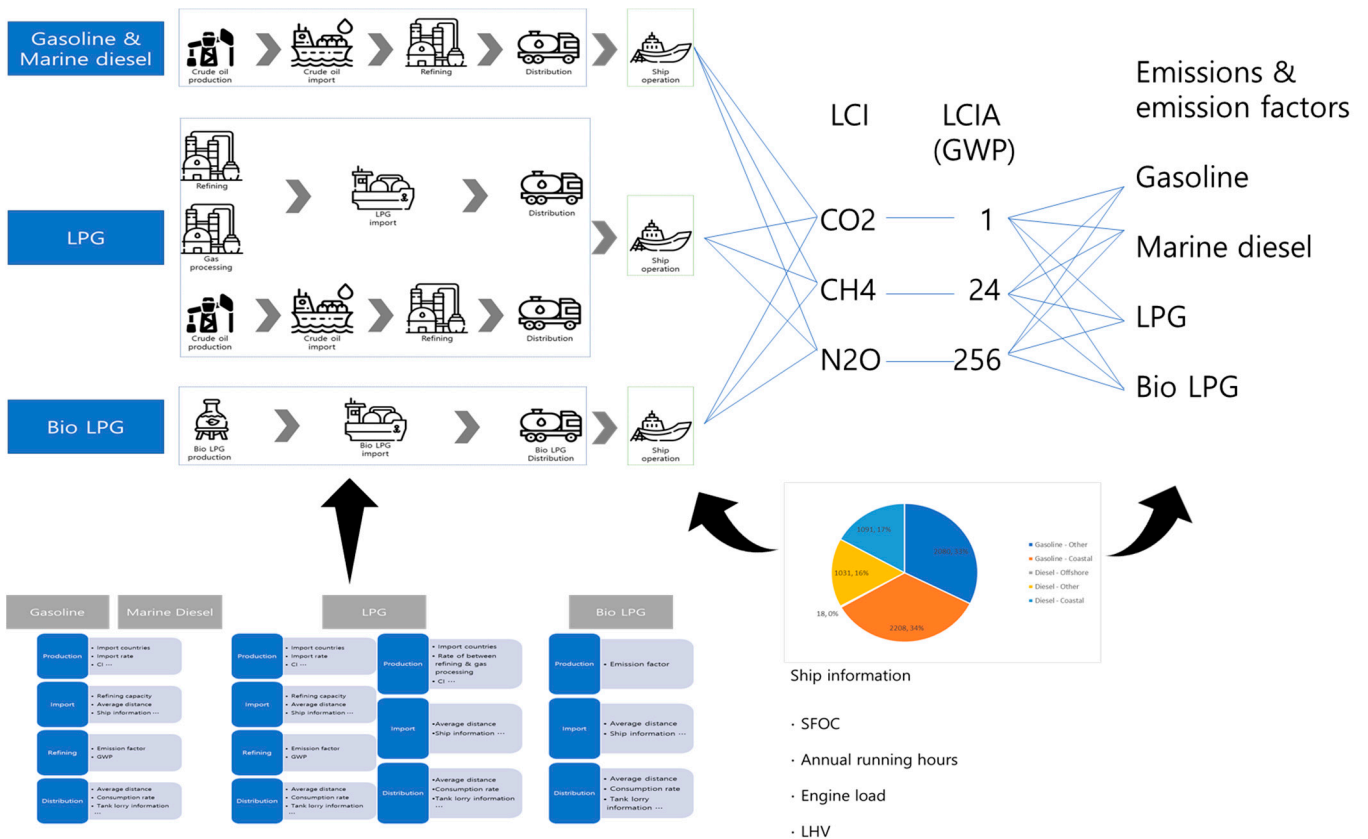 Gasoline &
Marine diesel
Crude oil
production
Crude oil
import
Refining
Distribution
Ship
operation
LPG
Refining
Gas
processing
LPG
import
Distribution
Crude oil
production
Crude oil
import
Refining
Distribution
Ship
operation
Bio LPG
Bio LPG
production
Bio LPG
import
Bio LPG
Distribution
Ship
operation
LCI
LCIA
(GWP)
Emissions &
emission factors
CO2
1
CH4
24
N2O
256
Gasoline
Marine diesel
LPG
Bio LPG
Gasoline
Marine Diesel
Production
• Import countries
• Import rate
• CI ⋯
Import
• Refining capacity
• Average distance
• Ship information ⋯
Refining
• Emission factor
• GWP
Distribution
• Average distance
• Consumption rate
• Tank lorry information
⋯
LPG
Production
• Import countries
• Import rate
• CI ⋯
Import
• Refining capacity
• Average distance
• Ship information ⋯
Refining
• Emission factor
• GWP
Distribution
• Average distance
• Consumption rate
• Tank lorry information
⋯
Production
• Import countries
• Rate of between
refining & gas
processing
• CI ⋯
Import
• Average distance
• Ship information ⋯
Distribution
• Average distance
• Consumption rate
• Tank lorry information
⋯
Bio LPG
Production
• Emission factor
Import
• Average distance
• Ship information ⋯
Distribution
• Average distance
• Consumption rate
• Tank lorry
information ⋯
1091, 17%
1031, 16%
18, 0%
2208, 34%
Gasoline - Other
Gasoline - Coastal
Diesel - Offshore
Diesel - Other
Diesel - Coastal
Ship information
· SFOC
· Annual running hours
· Engine load
· LHV